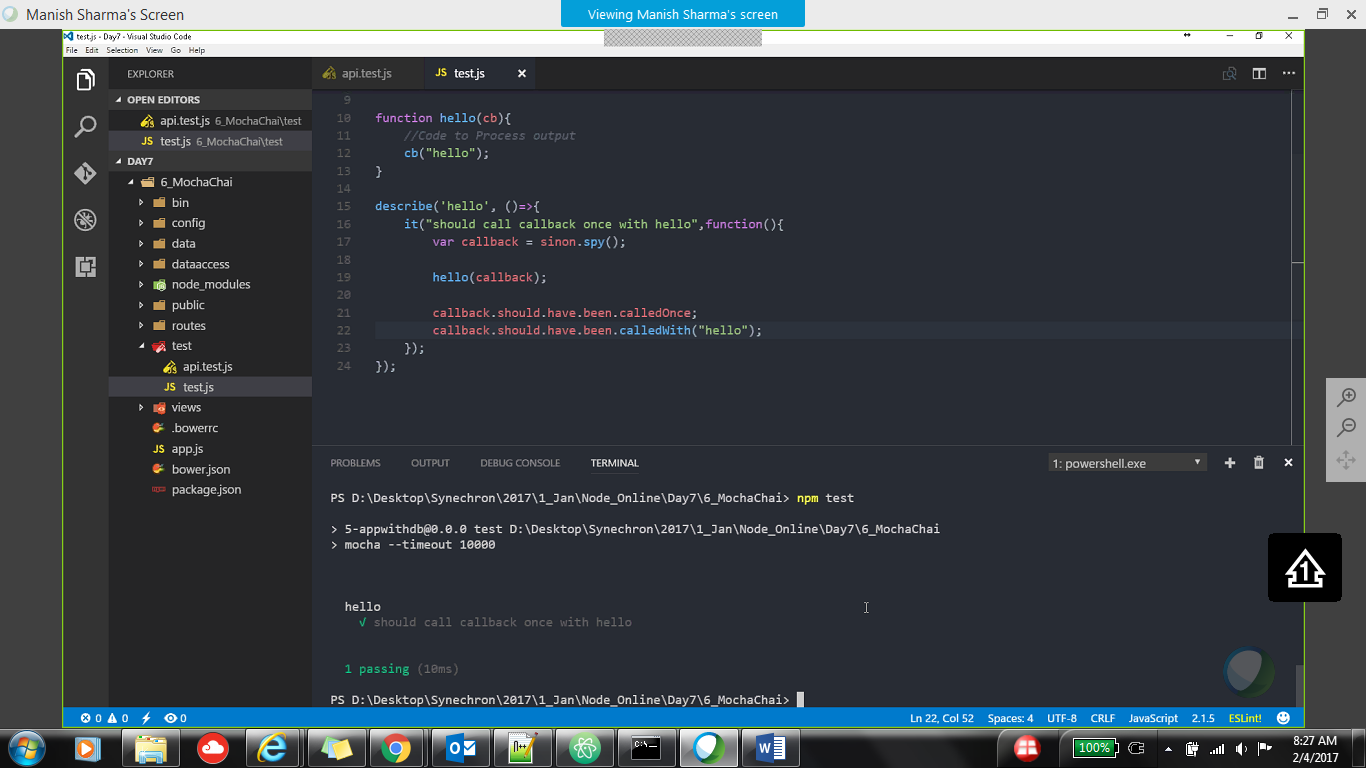 Manish Sharma's Screen
Viewing Manish Sharma's screen
test.js - Day7 - Visual Studio Code
File Edit Selection View Go Help
EXPLORER
OPEN EDITORS
api.test.js 6_MochaChai\test
JS test.js 6_MochaChai\test
DAY7
6_MochaChai
bin
config
data
dataaccess
node_modules
public
routes
test
api.test.js
JS test.js
views
.bowerrc
JS app.js
bower.json
package.json
api.test.js
JS test.js
9
10 function hello(cb){
11 //Code to Process output
12 cb("hello");
13 }
14
15 describe('hello', ()=>{
16 it("should call callback once with hello",function(){
17 var callback = sinon.spy();
18
19 hello(callback);
20
21 callback.should.have.been.calledOnce;
22 callback.should.have.been.calledWith("hello");
23 });
24 });
PROBLEMS OUTPUT DEBUG CONSOLE TERMINAL
1: powershell.exe
PS D:\Desktop\Synechron\2017\1_Jan\Node_Online\Day7\6_MochaChai> npm test
> 5-appwithdb@0.0.0 test D:\Desktop\Synechron\2017\1_Jan\Node_Online\Day7\6_MochaChai
> mocha --timeout 10000
hello
√ should call callback once with hello
1 passing (10ms)
PS D:\Desktop\Synechron\2017\1_Jan\Node_Online\Day7\6_MochaChai>
1
0 0 0
Ln 22, Col 52 Spaces: 4 UTF-8 CRLF JavaScript 2.1.5 ESLint!
100%
8:27 AM
2/4/2017